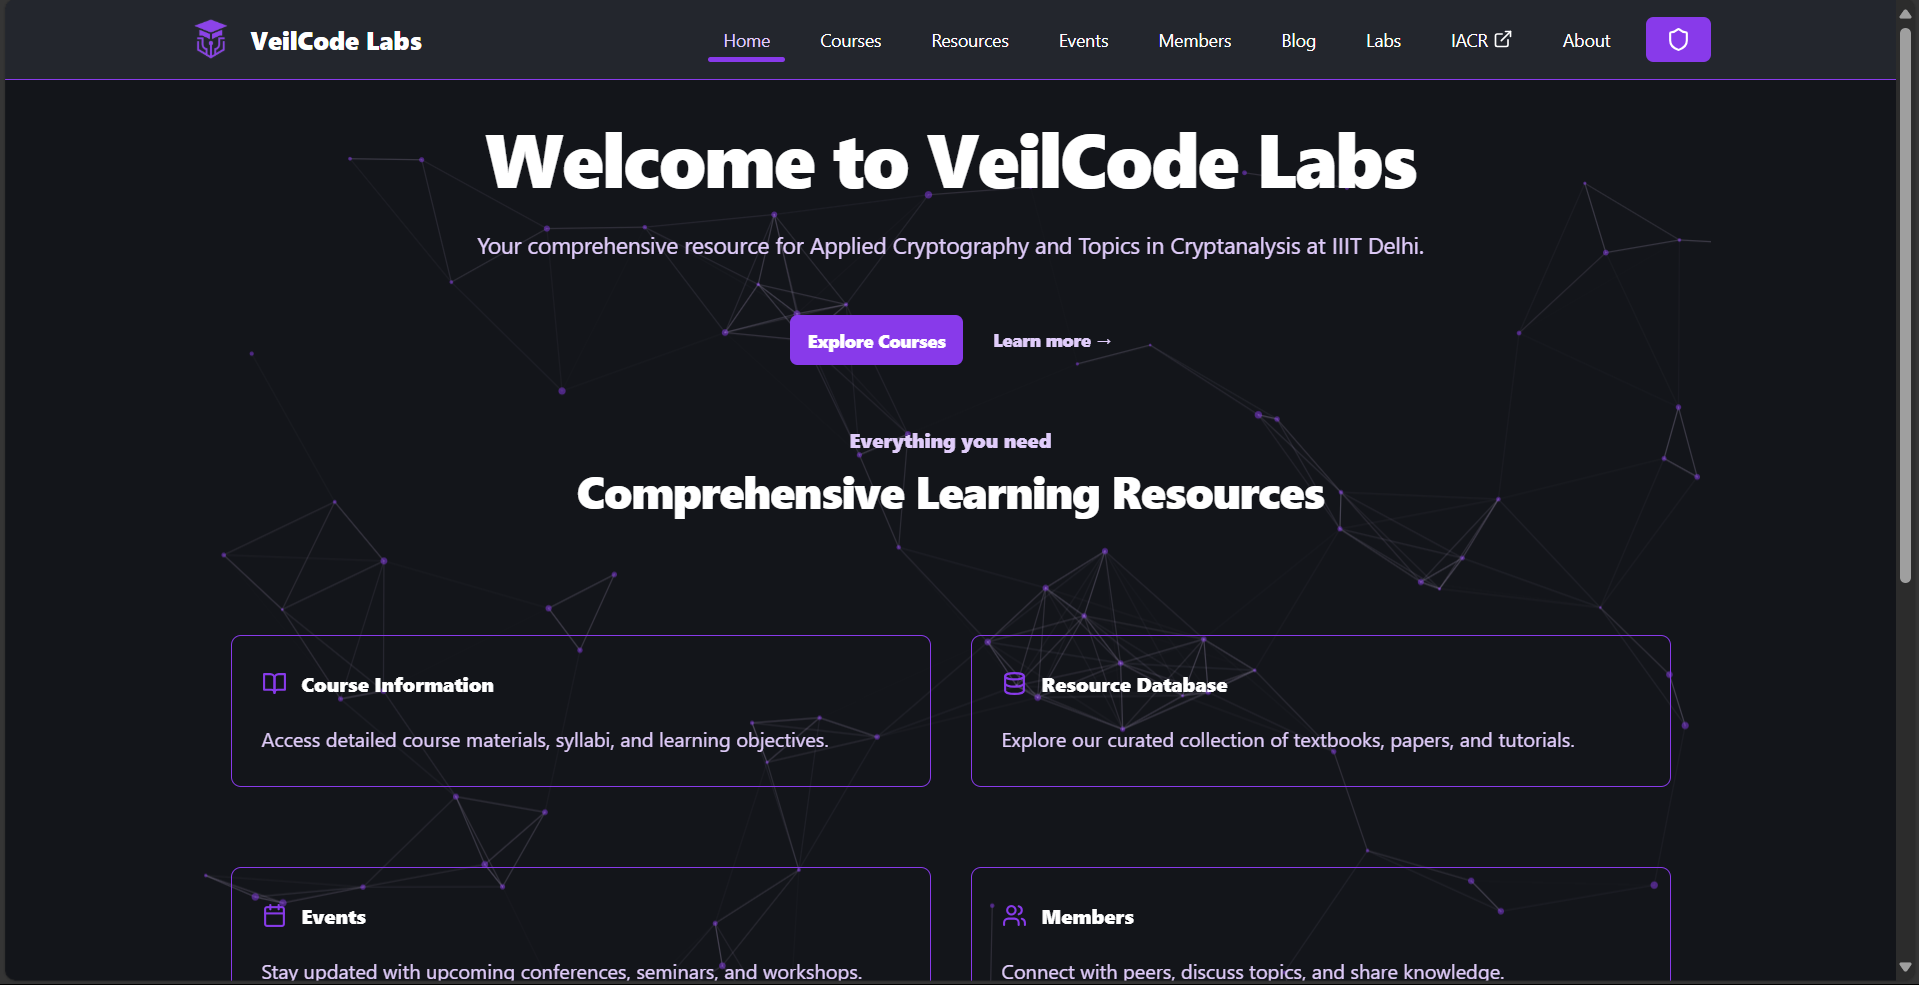 VeilCode Labs
Home Courses Resources Events Members Blog Labs IACR About
Welcome to VeilCode Labs
Your comprehensive resource for Applied Cryptography and Topics in Cryptanalysis at IIIT Delhi.
Explore Courses Learn more →
Everything you need
Comprehensive Learning Resources
Course Information
Access detailed course materials, syllabi, and learning objectives.
Resource Database
Explore our curated collection of textbooks, papers, and tutorials.
Events
Stay updated with upcoming conferences, seminars, and workshops.
Members
Connect with peers, discuss topics, and share knowledge.